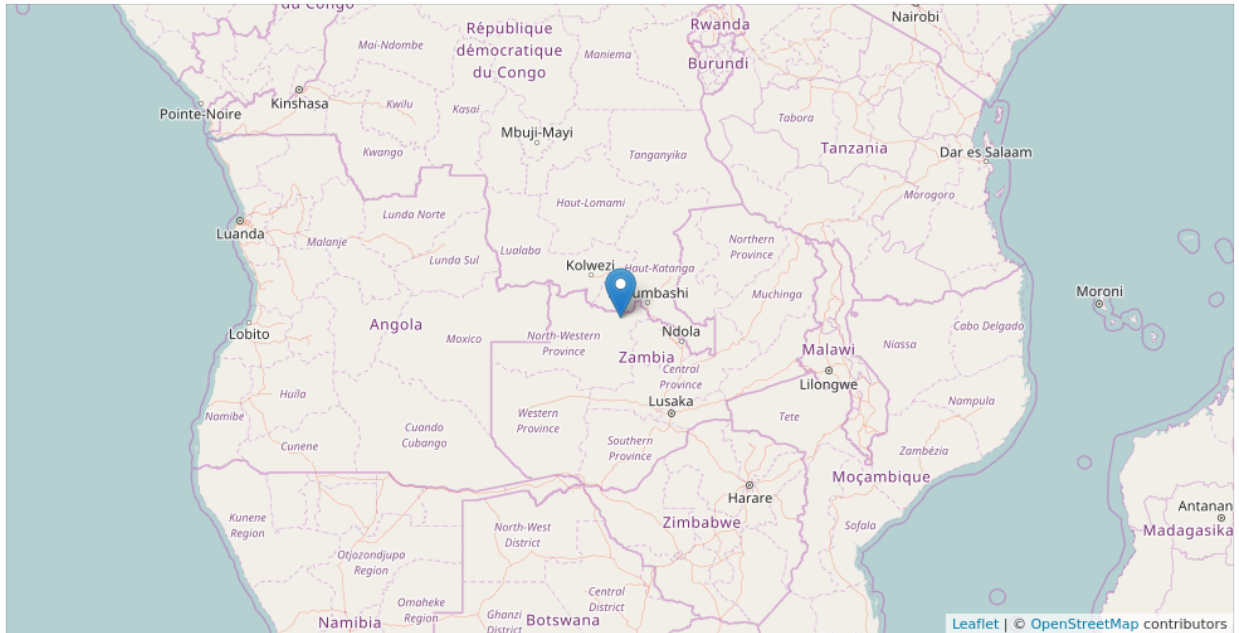 du Congo
Nairobi
Rwanda
République
démocratique
du Congo
Mai-Ndombe
Maniema
Burundi
Kinshasa
Pointe-Noire
Kwilu
Kasaï
Tabora
Mbuji-Mayi
Kwango
Tanganyika
Tanzania
Dar es Salaam
Haut-Lomami
Morogoro
Lunda Norte
Luanda
Malanje
Lualaba
Northern
Province
Lunda Sul
Kolwezi
Haut-Katanga
umbashi
Muchinga
Moroni
Angola
Lobito
Moxico
North-Western
Province
Ndola
Cabo Delgado
Niassa
Zambia
Malawi
Central
Province
Lilongwe
Huíla
Lusaka
Nampula
Namibe
Western
Province
Tete
Cuando
Cubango
Cunene
Southern
Province
Zambézia
Moçambique
Harare
Kunene
Region
North-West
District
Zimbabwe
Sofala
Antanan
Madagasika
Otjozondjupa
Region
Omaheke
Region
Central
District
Ghanzi
District
Botswana
Namibia
Leaflet | © OpenStreetMap contributors